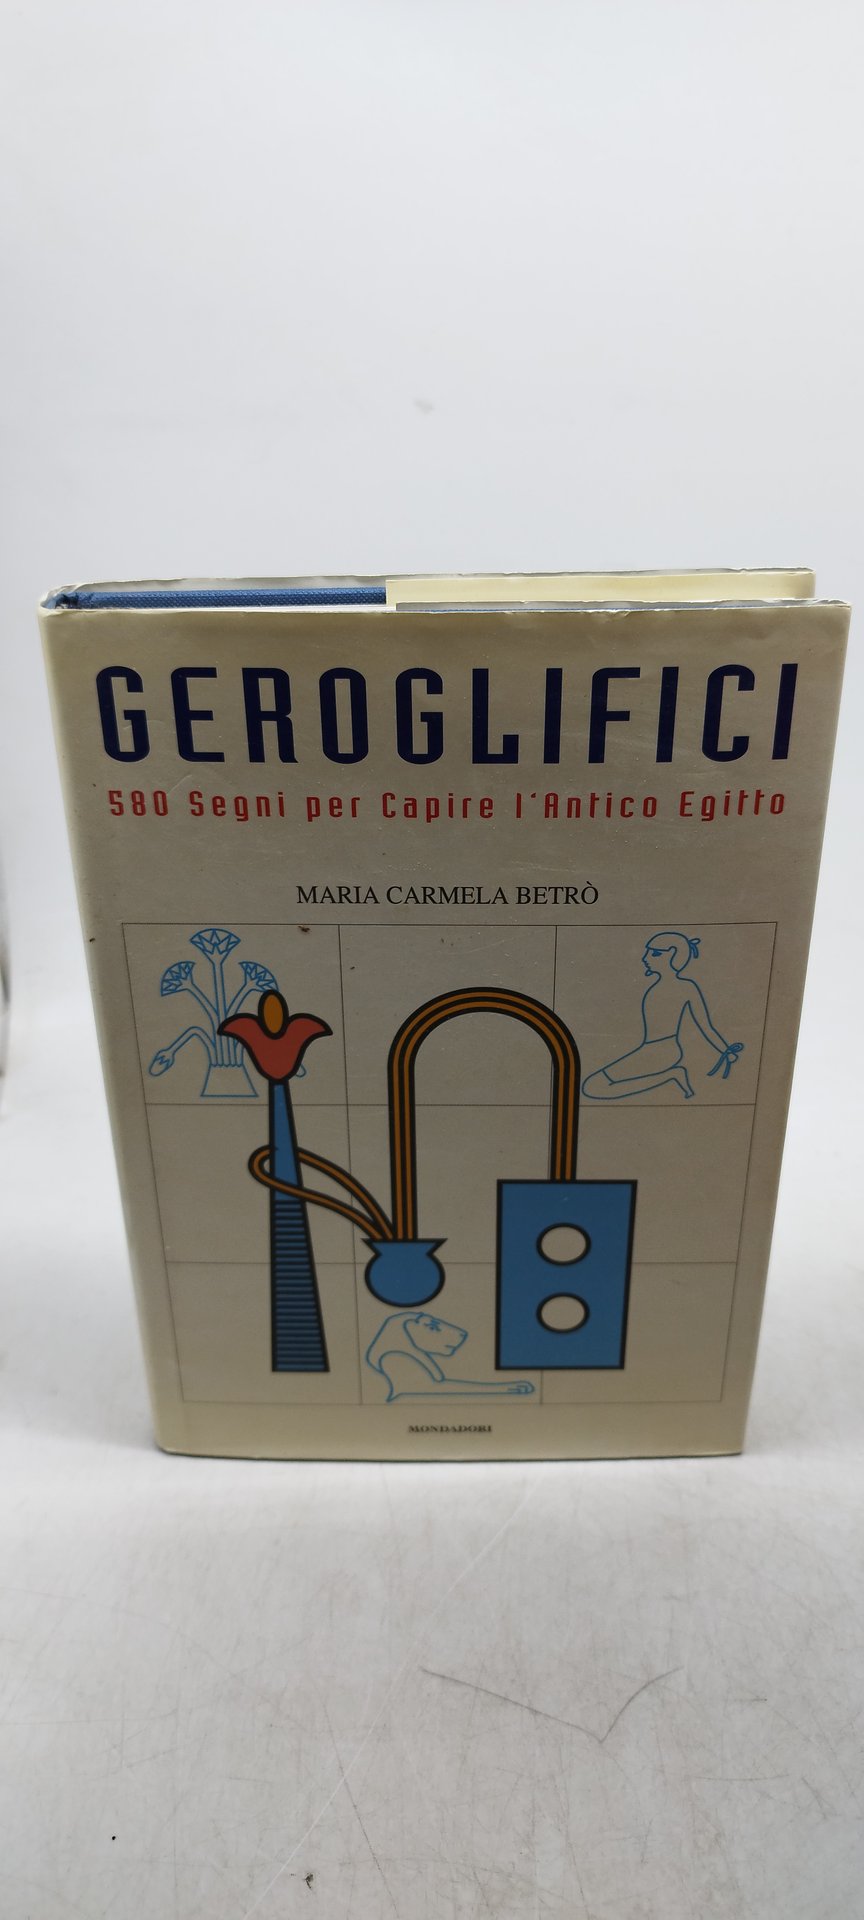 GEROGLIFICI
580 Segni per Capire l'Antico Egitto
MARIA CARMELA BETRÒ
MONDADORI